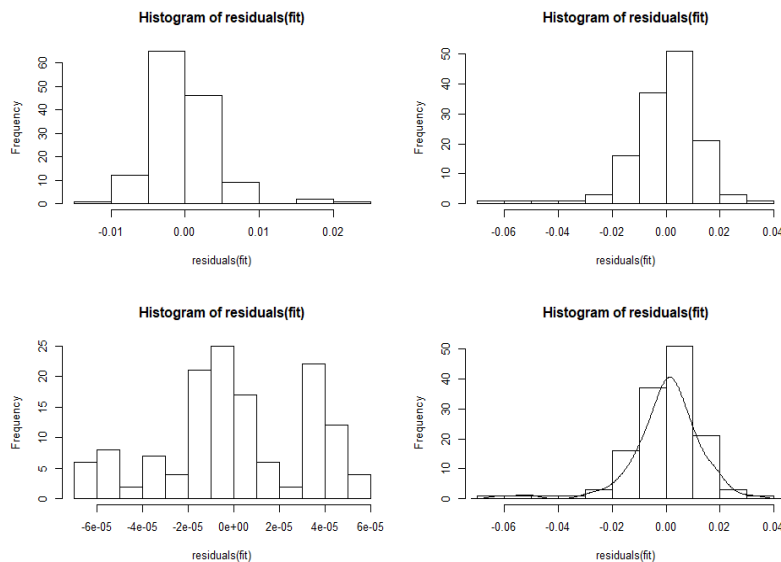 Histogram of residuals(fit)
Frequency
60
50
40
30
20
10
0
-0.01 0.00 0.01 0.02
residuals(fit)
Histogram of residuals(fit)
Frequency
50
40
30
20
10
0
-0.06 -0.04 -0.02 0.00 0.02 0.04
residuals(fit)
Histogram of residuals(fit)
Frequency
25
20
15
10
5
0
-6e-05 -4e-05 -2e-05 0e+00 2e-05 4e-05 6e-05
residuals(fit)
Histogram of residuals(fit)
Frequency
50
40
30
20
10
0
-0.06 -0.04 -0.02 0.00 0.02 0.04
residuals(fit)